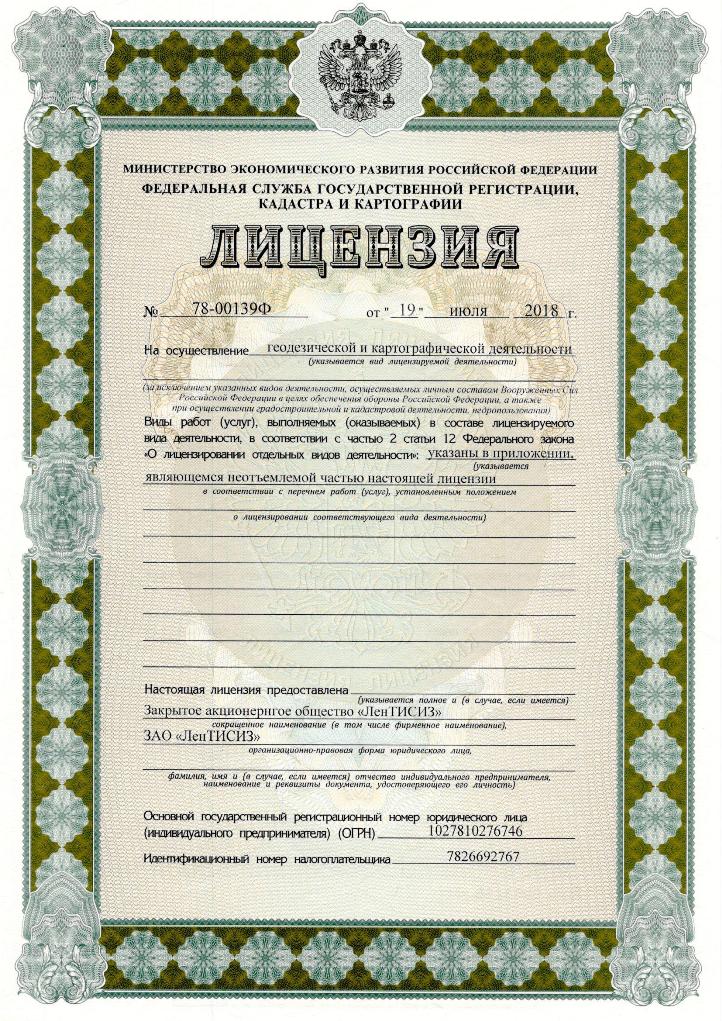 МИНИСТЕРСТВО ЭКОНОМИЧЕСКОГО РАЗВИТИЯ РОССИЙСКОЙ ФЕДЕРАЦИИ
ФЕДЕРАЛЬНАЯ СЛУЖБА ГОСУДАРСТВЕННОЙ РЕГИСТРАЦИИ,
КАДАСТРА И КАРТОГРАФИИ
ЛИЦЕНЗИЯ
№ 78-00139Ф от " 19 " июля 2018 г.
На осуществление геодезической и картографической деятельности
(указывается вид лицензируемой деятельности)
(за исключением указанных видов деятельности, осуществляемых личным составом Вооруженных Сил
Российской Федерации в целях обеспечения обороны Российской Федерации, а также
при осуществлении градостроительной и кадастровой деятельности, недропользования)
Виды работ (услуг), выполняемых (оказываемых) в составе лицензируемого
вида деятельности, в соответствии с частью 2 статьи 12 Федерального закона
«О лицензировании отдельных видов деятельности»: указаны в приложении,
(указывается
являющемся неотъемлемой частью настоящей лицензии
в соответствии с перечнем работ (услуг), установленным положением
о лицензировании соответствующего вида деятельности)
ЛИЦЕНЗИЯ
Настоящая лицензия предоставлена
(указывается полное и (в случае, если имеется)
Закрытое акционернгое общество «ЛенТИСИЗ»
сокращенное наименование (в том числе фирменное наименование),
ЗАО «ЛенТИСИЗ»
организационно-правовая форма юридического лица,
фамилия, имя и (в случае, если имеется) отчество индивидуального предпринимателя,
наименование и реквизиты документа, удостоверяющего его личность)
Основной государственный регистрационный номер юридического лица
(индивидуального предпринимателя) (ОГРН) 1027810276746
Идентификационный номер налогоплательщика 7826692767